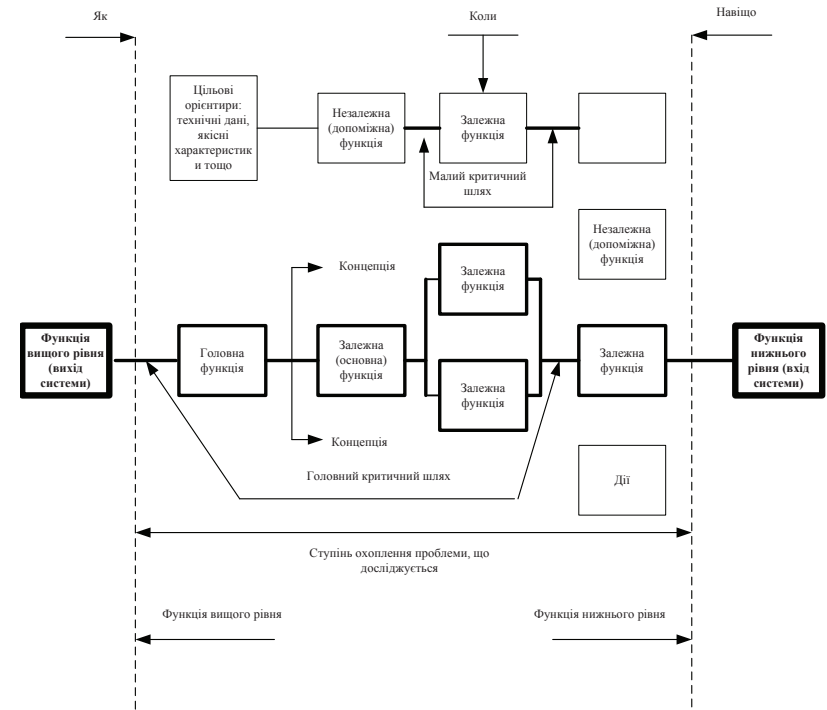 Як
Коли
Навіщо
Цільові
орієнтири:
технічні дані,
якісні
характеристик
и тощо
Незалежна
(допоміжна)
функція
Залежна
функція
Малий критичний
шлях
Незалежна
(допоміжна)
функція
Концепція
Залежна
функція
Функція
вищого рівня
(вихід
системи)
Головна
функція
Залежна
(основна)
функція
Залежна
функція
Залежна
функція
Функція
нижнього
рівня (вхід
системи)
Концепція
Головний критичний шлях
Дії
Ступінь охоплення проблеми, що
досліджується
Функція вищого рівня
Функція нижнього рівня